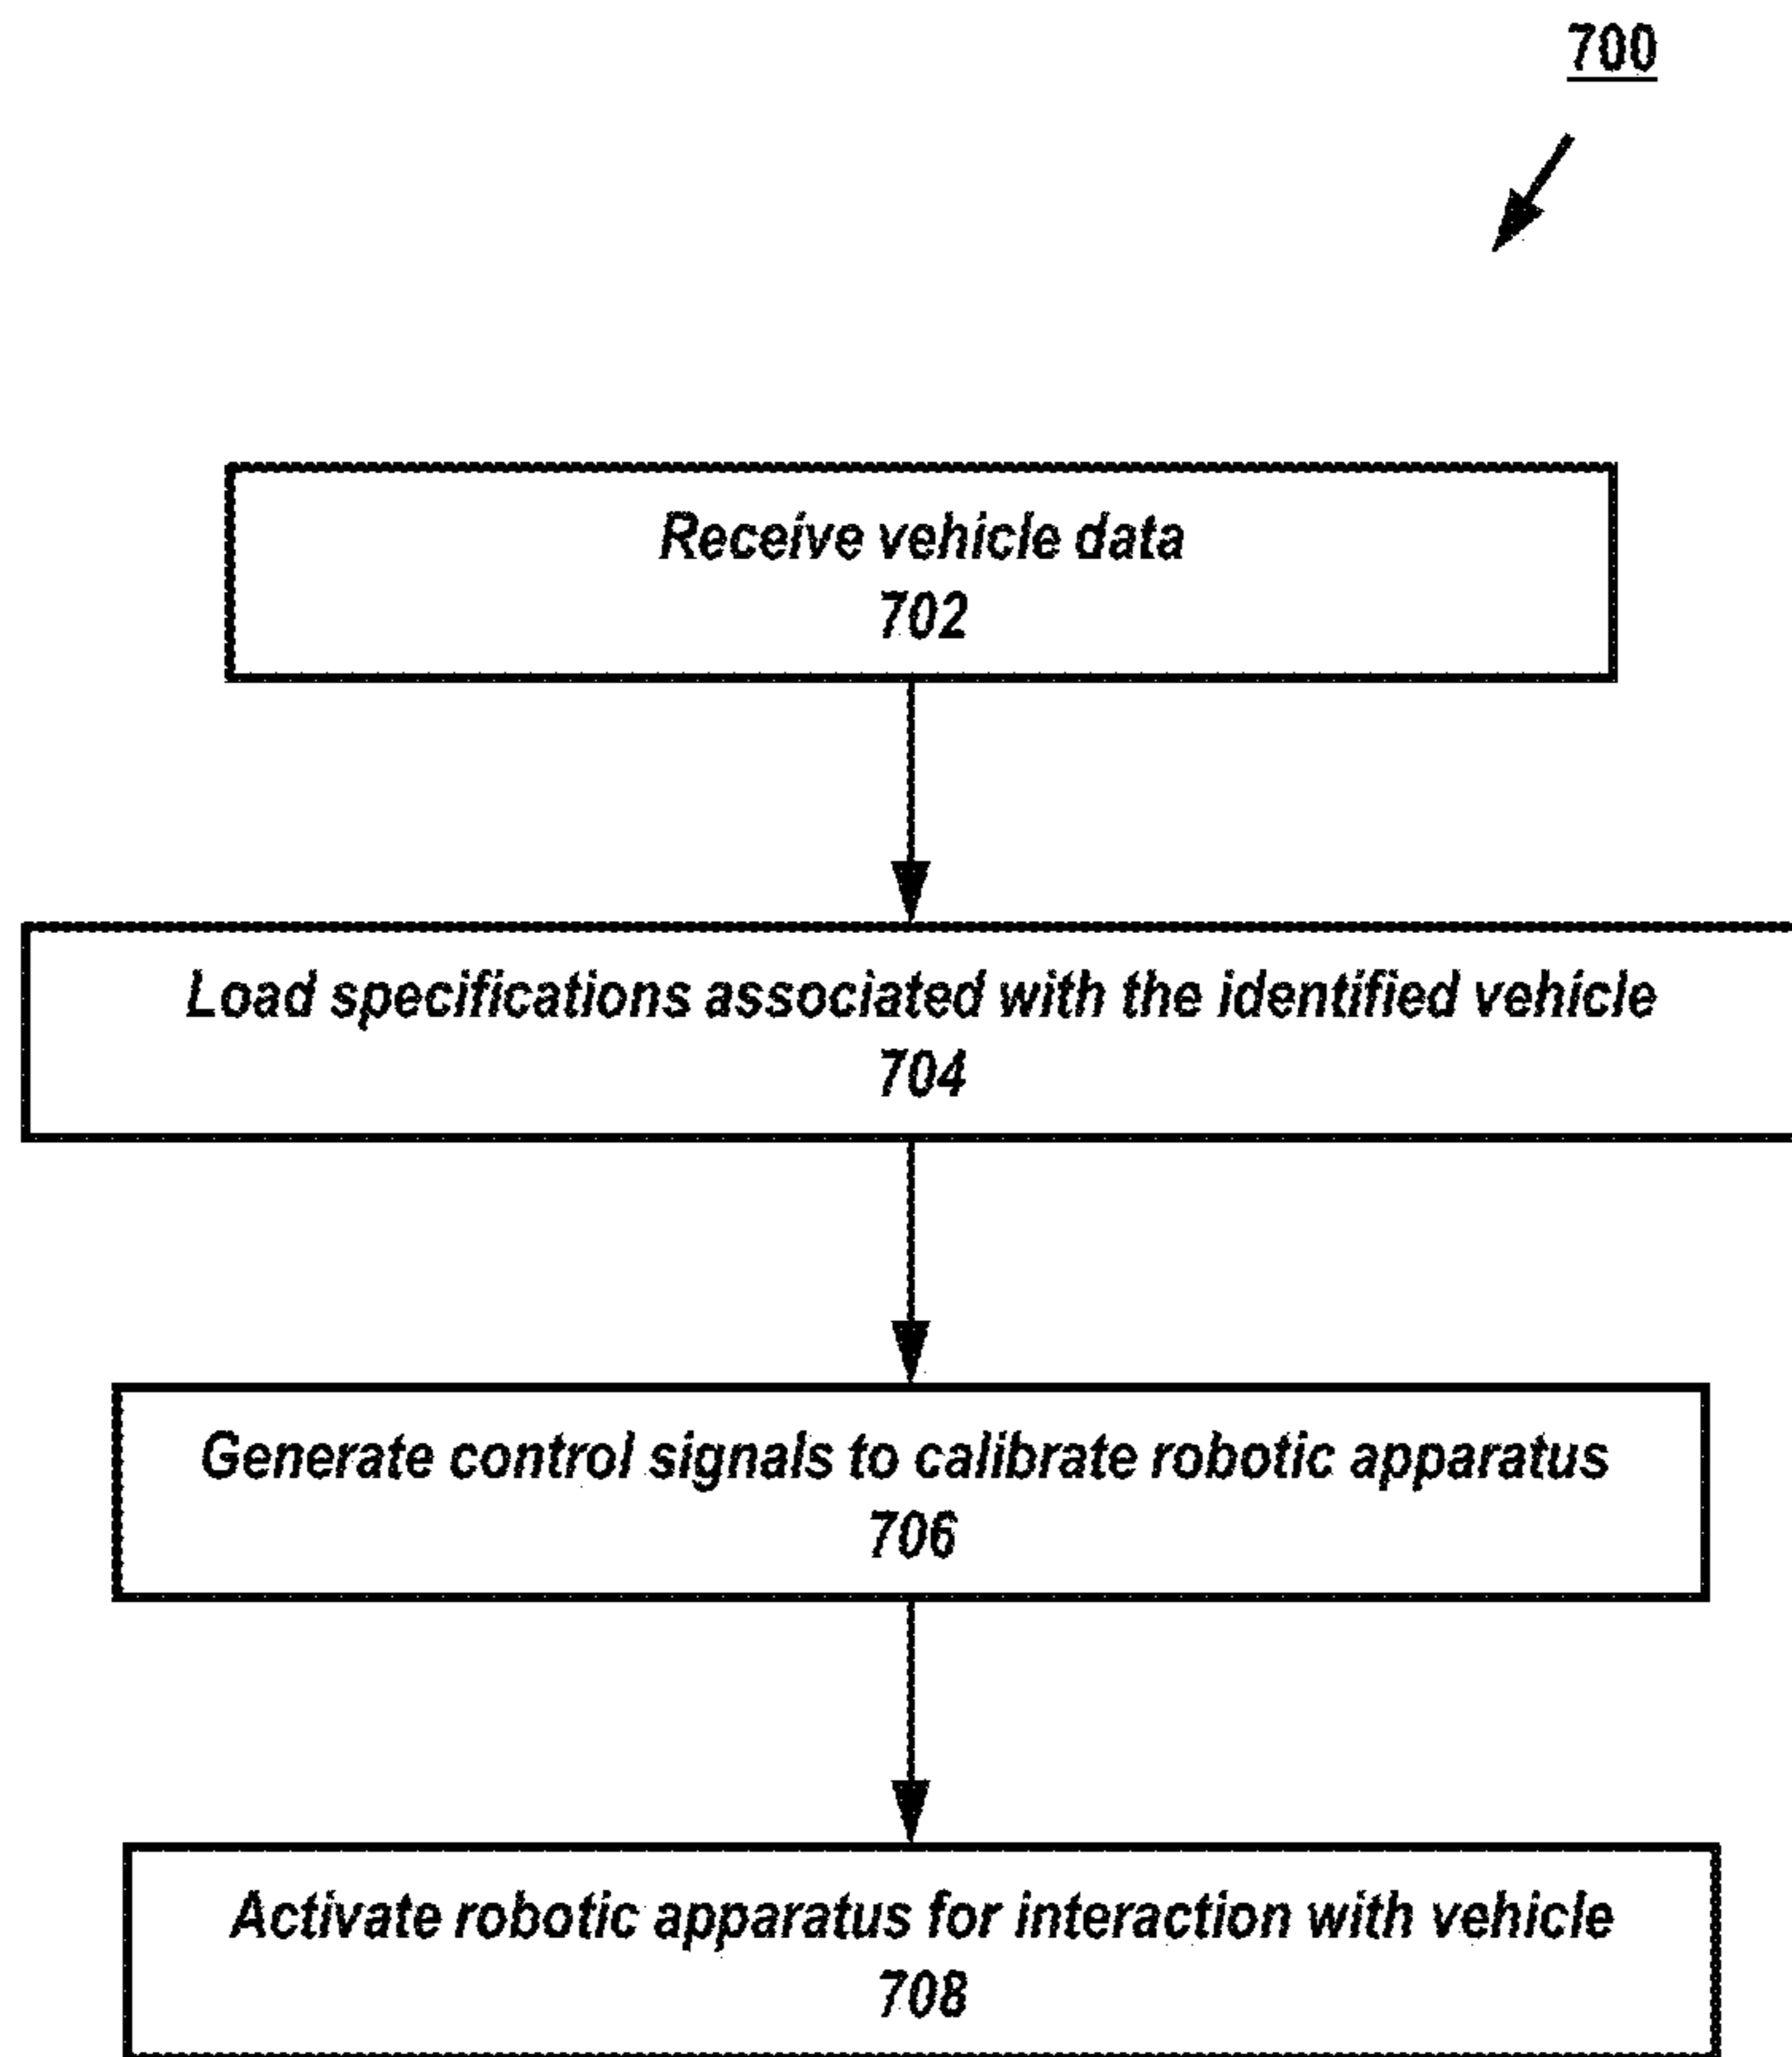 700
Receive vehicle data
702
Load specifications associated with the identified vehicle
704
Generate control signals to calibrate robotic apparatus
706
Activate robotic apparatus for interaction with vehicle
708